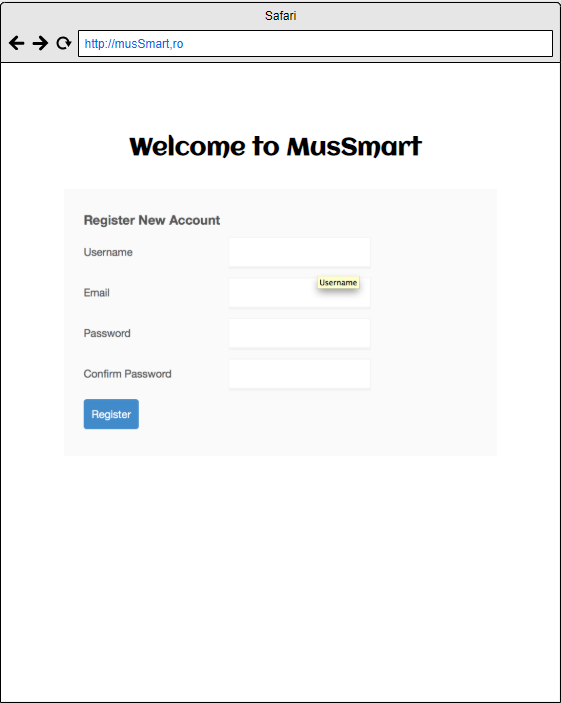 Safari
http://musSmart,ro
Welcome to MusSmart
Register New Account
Username
Username
Email
Password
Confirm Password
Register